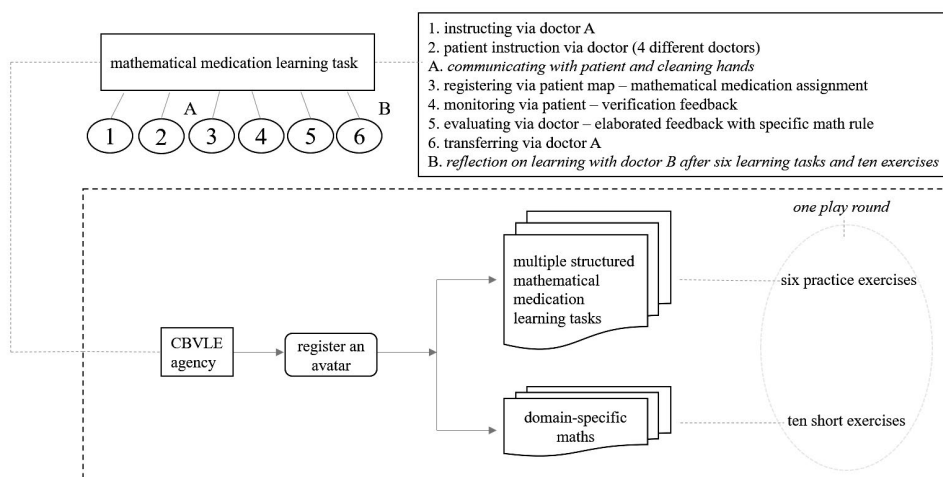 mathematical medication learning task
1
2
A
3
4
5
B
6
1. instructing via doctor A
2. patient instruction via doctor (4 different doctors)
A. communicating with patient and cleaning hands
3. registering via patient map – mathematical medication assignment
4. monitoring via patient – verification feedback
5. evaluating via doctor – elaborated feedback with specific math rule
6. transferring via doctor A
B. reflection on learning with doctor B after six learning tasks and ten exercises
one play round
multiple structured
mathematical
medication
learning tasks
six practice exercises
CBVLE
agency
register an
avatar
domain-specific
maths
ten short exercises